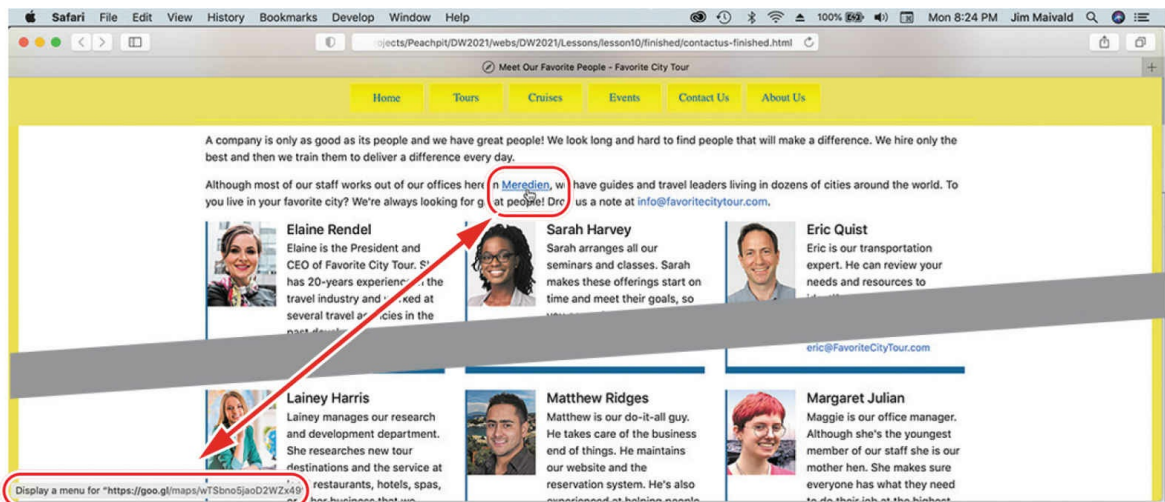 Safari File Edit View History Bookmarks Develop Window Help 100% Mon 8:24 PM Jim Maivald
ojects/Peachpit/DW2021/webs/DW2021/Lessons/lesson10/finished/contactus-finished.html
Meet Our Favorite People - Favorite City Tour
Home Tours Cruises Events Contact Us About Us
A company is only as good as its people and we have great people! We look long and hard to find people that will make a difference. We hire only the
best and then we train them to deliver a difference every day.
Although most of our staff works out of our offices here in Meredien, we have guides and travel leaders living in dozens of cities around the world. To
you live in your favorite city? We're always looking for great people! Drop us a note at info@favoritecitytour.com.
Elaine Rendel
Elaine is the President and
CEO of Favorite City Tour. She
has 20-years experience in the
travel industry and worked at
several travel agencies in the
Sarah Harvey
Sarah arranges all our
seminars and classes. Sarah
makes these offerings start on
time and meet their goals, so
Eric Quist
Eric is our transportation
expert. He can review your
needs and resources to
eric@FavoriteCityTour.com
Lainey Harris
Lainey manages our research
and development department.
She researches new tour
destinations and the service at
restaurants, hotels, spas,
Matthew Ridges
Matthew is our do-it-all guy.
He takes care of the business
end of things. He maintains
our website and the
reservation system. He's also
experienced at helping people
Margaret Julian
Maggie is our office manager.
Although she's the youngest
member of our staff she is our
mother hen. She makes sure
everyone has what they need
to do their job at the highest
Display a menu for "https://goo.gl/maps/wTSbno5jaoD2WZx49"